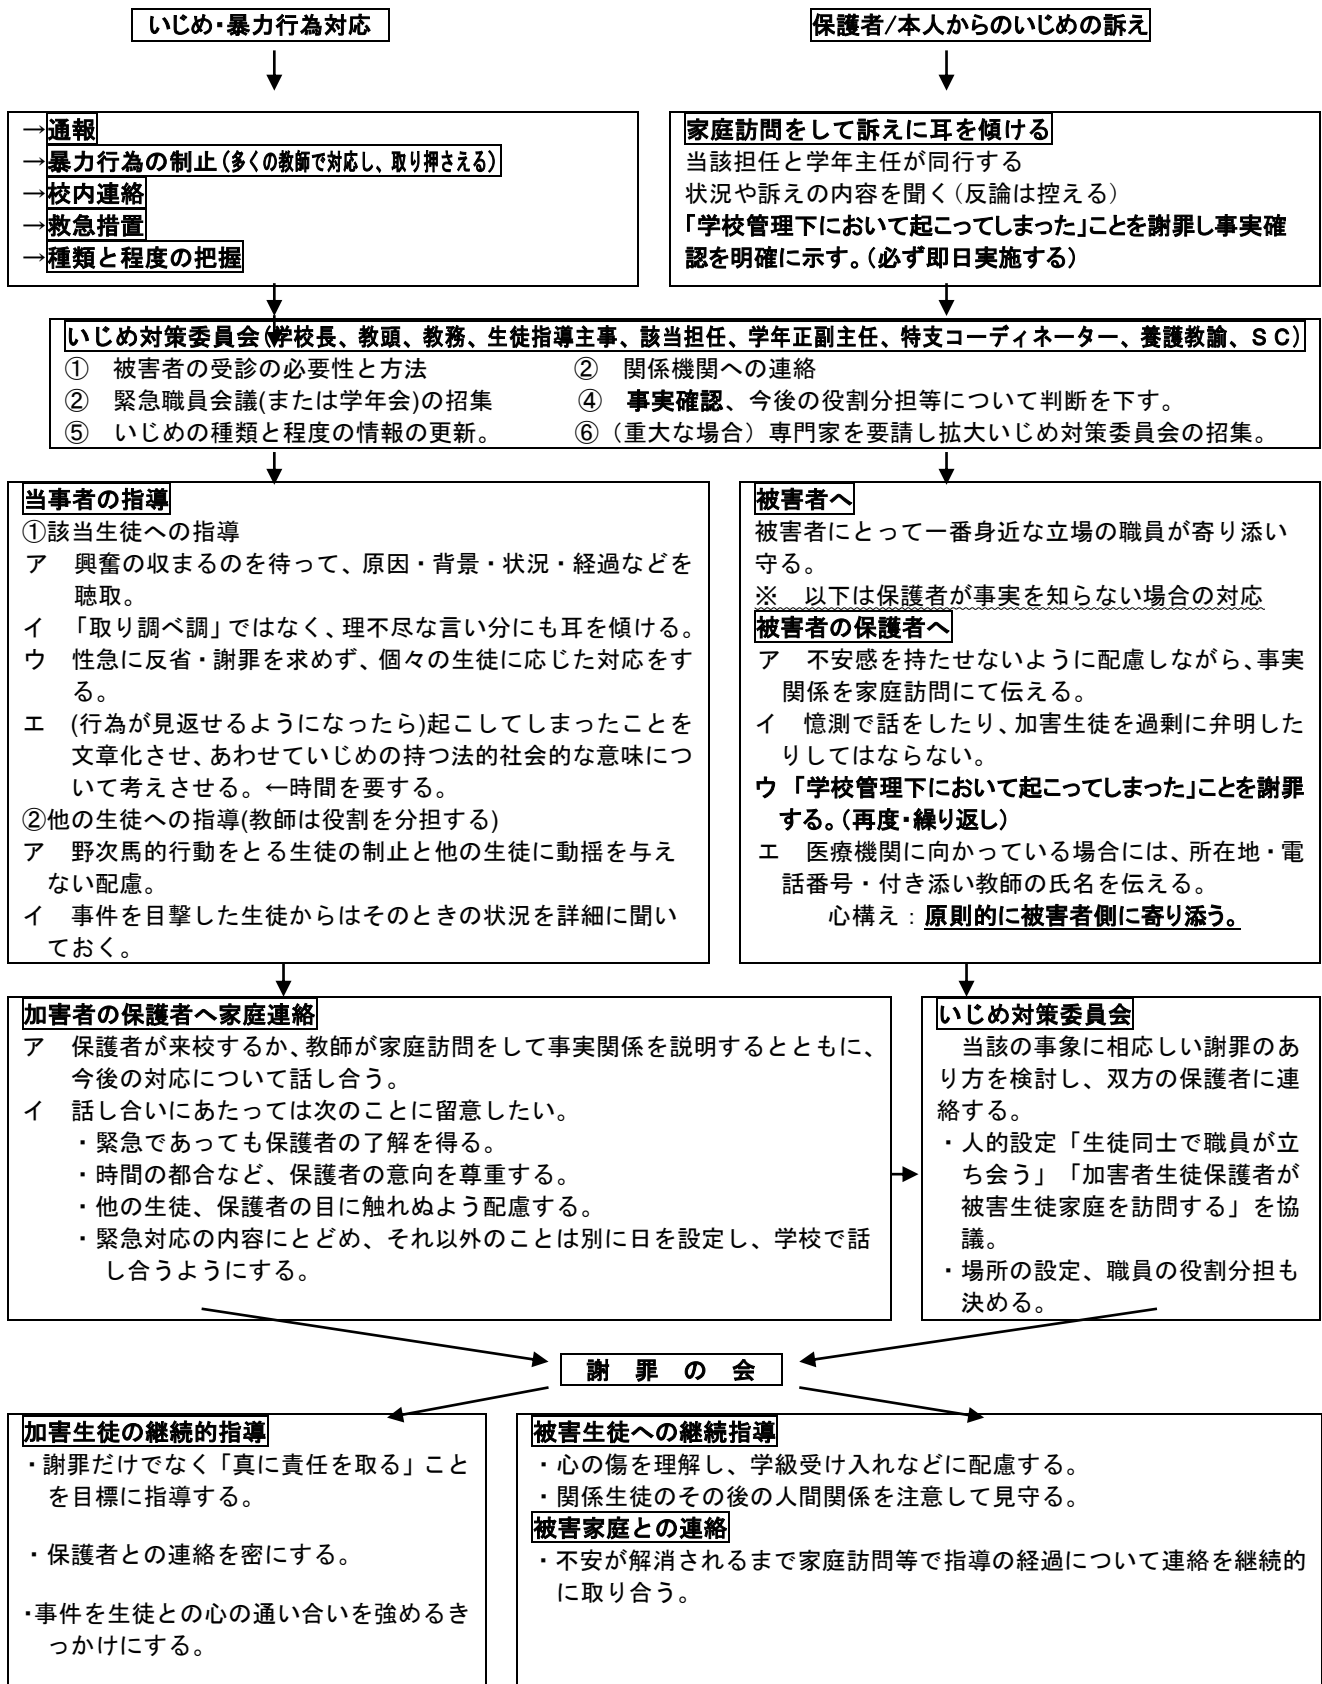 いじめ・暴力行為対応
保護者/本人からのいじめの訴え
→通報
→暴力行為の制止(多くの教師で対応し、取り押さえる)
→校内連絡
→救急措置
→種類と程度の把握
家庭訪問をして訴えに耳を傾ける
当該担任と学年主任が同行する
状況や訴えの内容を聞く(反論は控える)
「学校管理下において起こってしまった」ことを謝罪し事実確
認を明確に示す。(必ず即日実施する)
いじめ対策委員会(学校長、教頭、教務、生徒指導主事、該当担任、学年正副主任、特支コーディネーター、養護教諭、SC)
① 被害者の受診の必要性と方法 ② 関係機関への連絡
② 緊急職員会議(または学年会)の招集 ④ 事実確認、今後の役割分担等について判断を下す。
⑤ いじめの種類と程度の情報の更新。 ⑥(重大な場合)専門家を要請し拡大いじめ対策委員会の招集。
当事者の指導
①該当生徒への指導
ア 興奮の収まるのを待って、原因・背景・状況・経過などを
聴取。
イ 「取り調べ調」ではなく、理不尽な言い分にも耳を傾ける。
ウ 性急に反省・謝罪を求めず、個々の生徒に応じた対応をす
る。
エ (行為が見返せるようになったら)起こしてしまったことを
文章化させ、あわせていじめの持つ法的社会的な意味につ
いて考えさせる。←時間を要する。
②他の生徒への指導(教師は役割を分担する)
ア 野次馬的行動をとる生徒の制止と他の生徒に動揺を与え
ない配慮。
イ 事件を目撃した生徒からはそのときの状況を詳細に聞い
ておく。
被害者へ
被害者にとって一番身近な立場の職員が寄り添い
守る。
※ 以下は保護者が事実を知らない場合の対応
被害者の保護者へ
ア 不安感を持たせないように配慮しながら、事実
関係を家庭訪問にて伝える。
イ 憶測で話をしたり、加害生徒を過剰に弁明した
りしてはならない。
ウ 「学校管理下において起こってしまった」ことを謝罪
する。(再度・繰り返し)
エ 医療機関に向かっている場合には、所在地・電
話番号・付き添い教師の氏名を伝える。
心構え:原則的に被害者側に寄り添う。
加害者の保護者へ家庭連絡
ア 保護者が来校するか、教師が家庭訪問をして事実関係を説明するとともに、
今後の対応について話し合う。
イ 話し合いにあたっては次のことに留意したい。
・緊急であっても保護者の了解を得る。
・時間の都合など、保護者の意向を尊重する。
・他の生徒、保護者の目に触れぬよう配慮する。
・緊急対応の内容にとどめ、それ以外のことは別に日を設定し、学校で話
し合うようにする。
いじめ対策委員会
当該の事象に相応しい謝罪のあ
り方を検討し、双方の保護者に連
絡する。
・人的設定「生徒同士で職員が立
ち会う」「加害者生徒保護者が
被害生徒家庭を訪問する」を協
議。
・場所の設定、職員の役割分担も
決める。
謝 罪 の 会
加害生徒の継続的指導
・謝罪だけでなく「真に責任を取る」こと
を目標に指導する。
・保護者との連絡を密にする。
・事件を生徒との心の通い合いを強めるき
っかけにする。
被害生徒への継続指導
・心の傷を理解し、学級受け入れなどに配慮する。
・関係生徒のその後の人間関係を注意して見守る。
被害家庭との連絡
・不安が解消されるまで家庭訪問等で指導の経過について連絡を継続的
に取り合う。